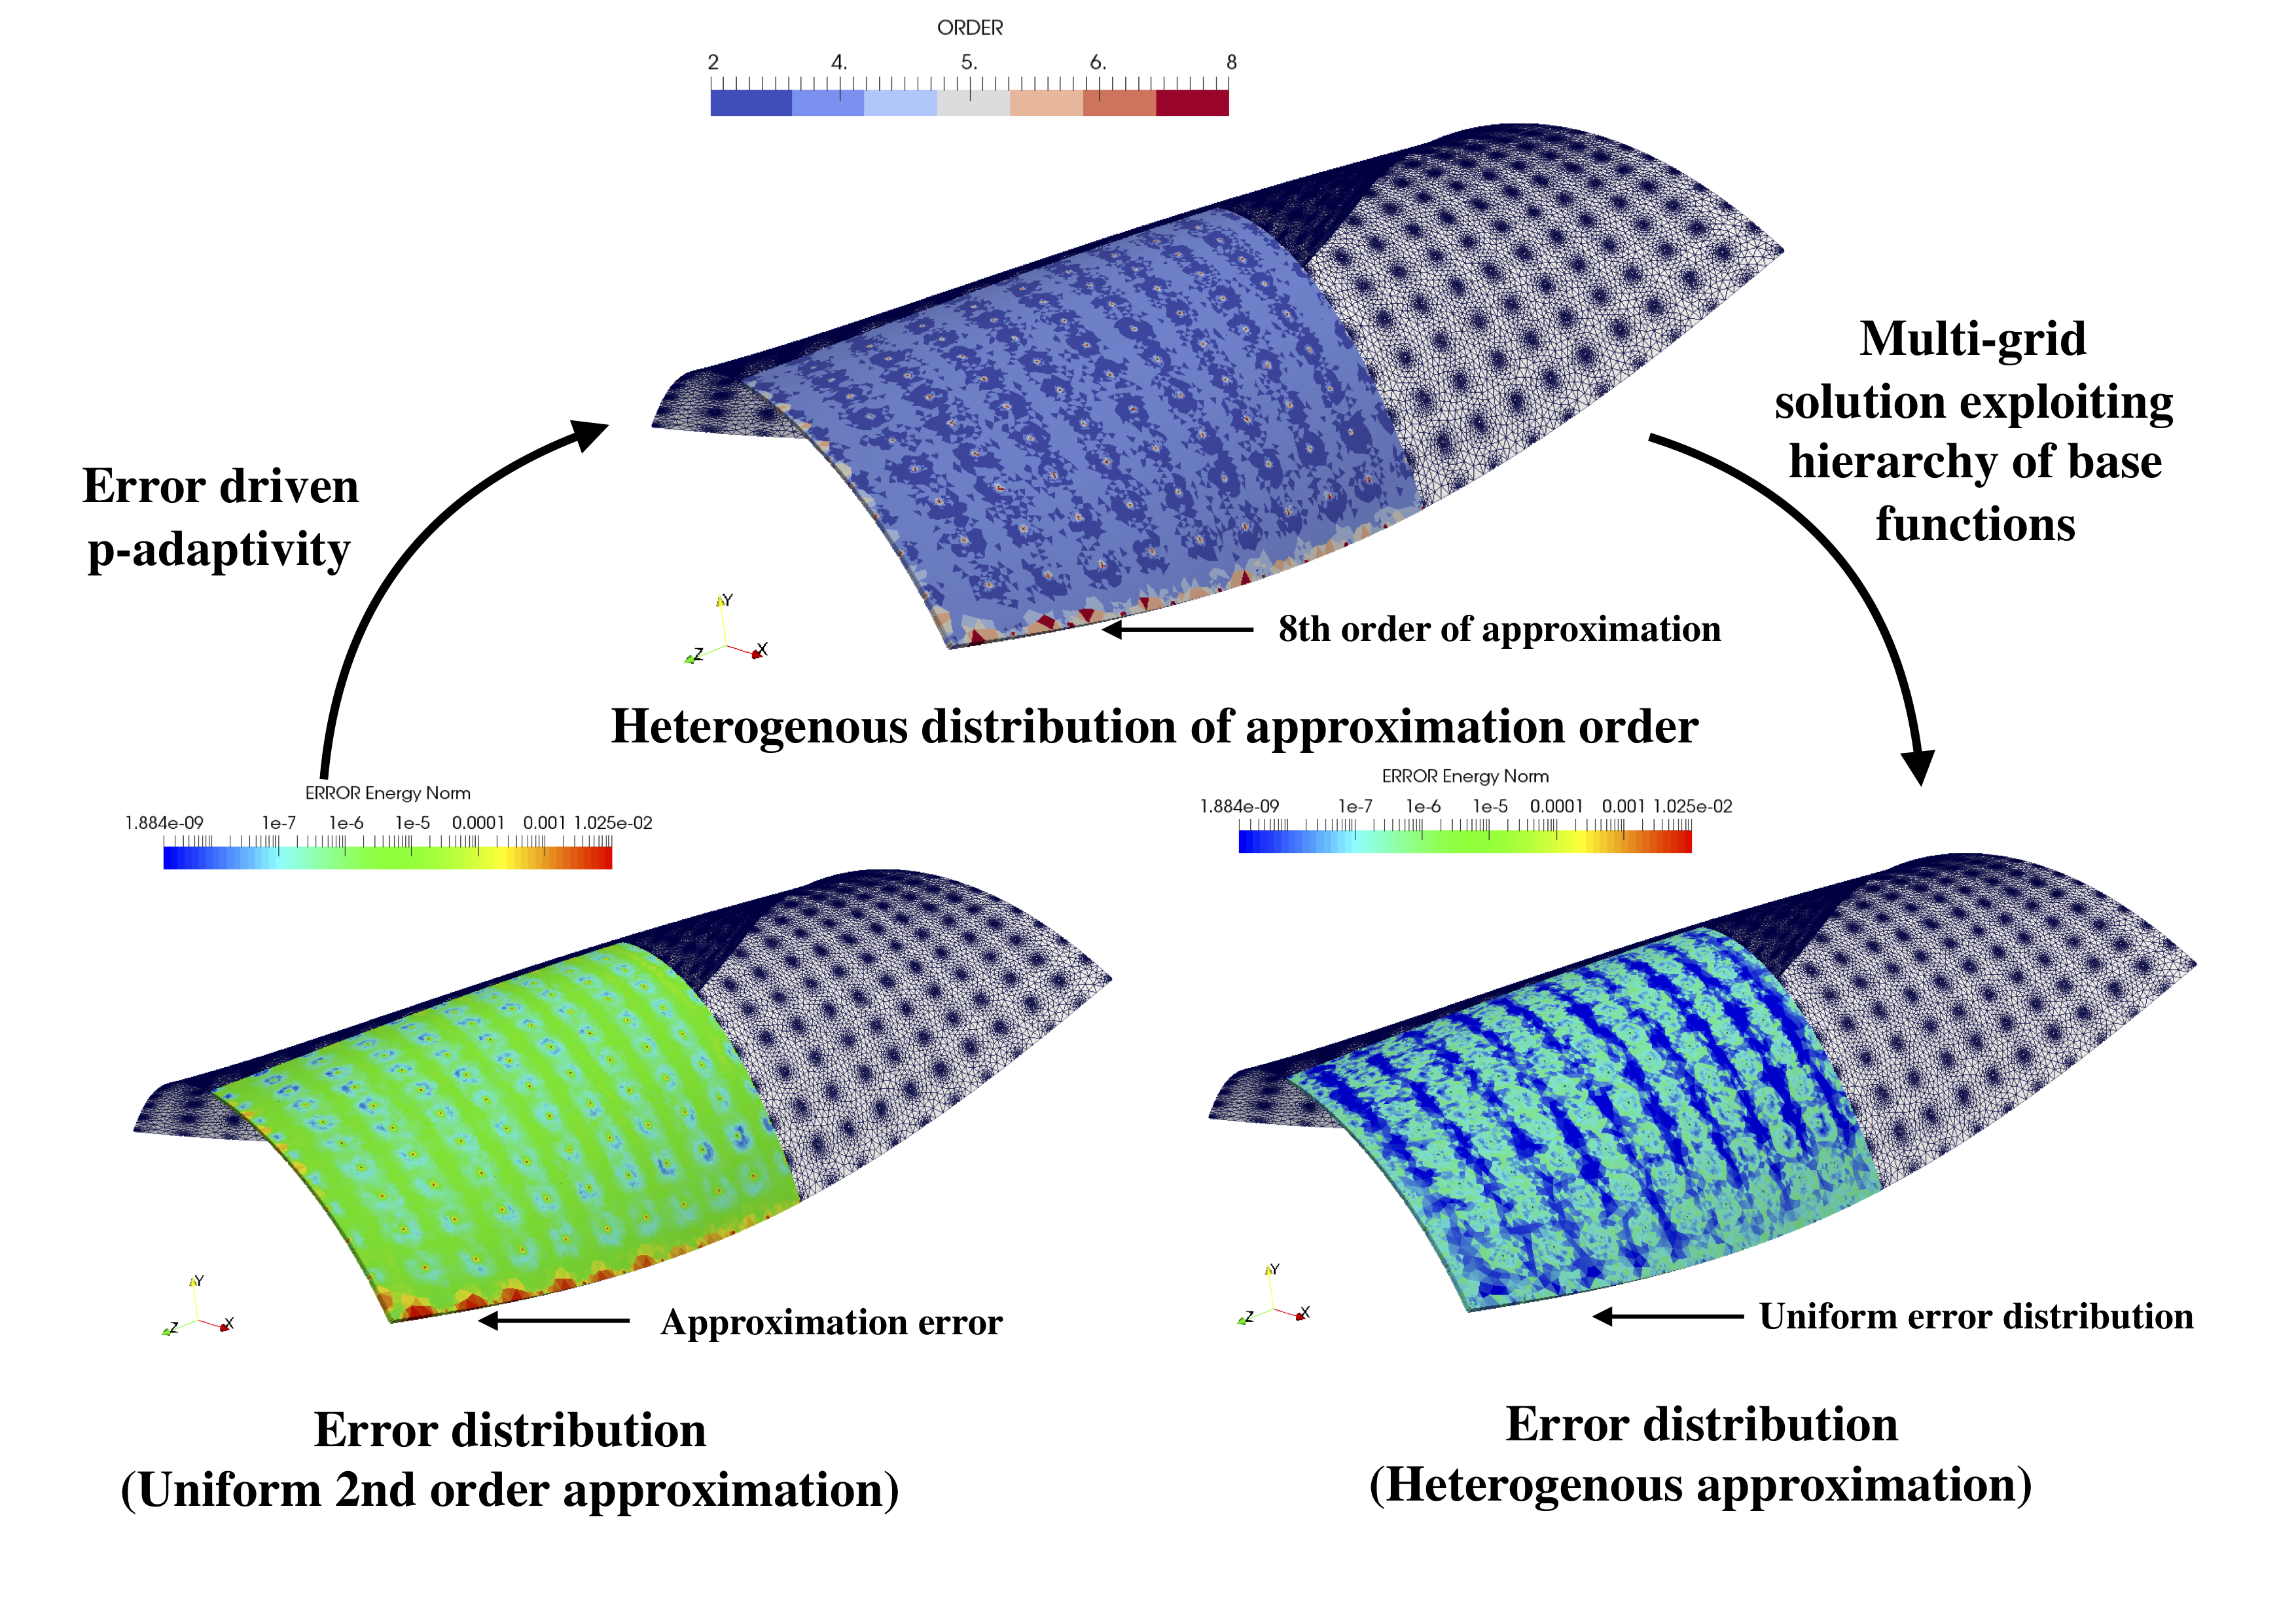 ORDER
2 4. 5. 6. 8
Multi-grid
solution exploiting
hierarchy of base
functions
Error driven
p-adaptivity
Y
Z X
8th order of approximation
Heterogenous distribution of approximation order
ERROR Energy Norm
1.884e-09 1e-7 1e-6 1e-5 0.0001 0.001 1.025e-02
ERROR Energy Norm
1.884e-09 1e-7 1e-6 1e-5 0.0001 0.001 1.025e-02
Y
Z X
Approximation error
Y
Z X
Uniform error distribution
Error distribution
(Uniform 2nd order approximation)
Error distribution
(Heterogenous approximation)